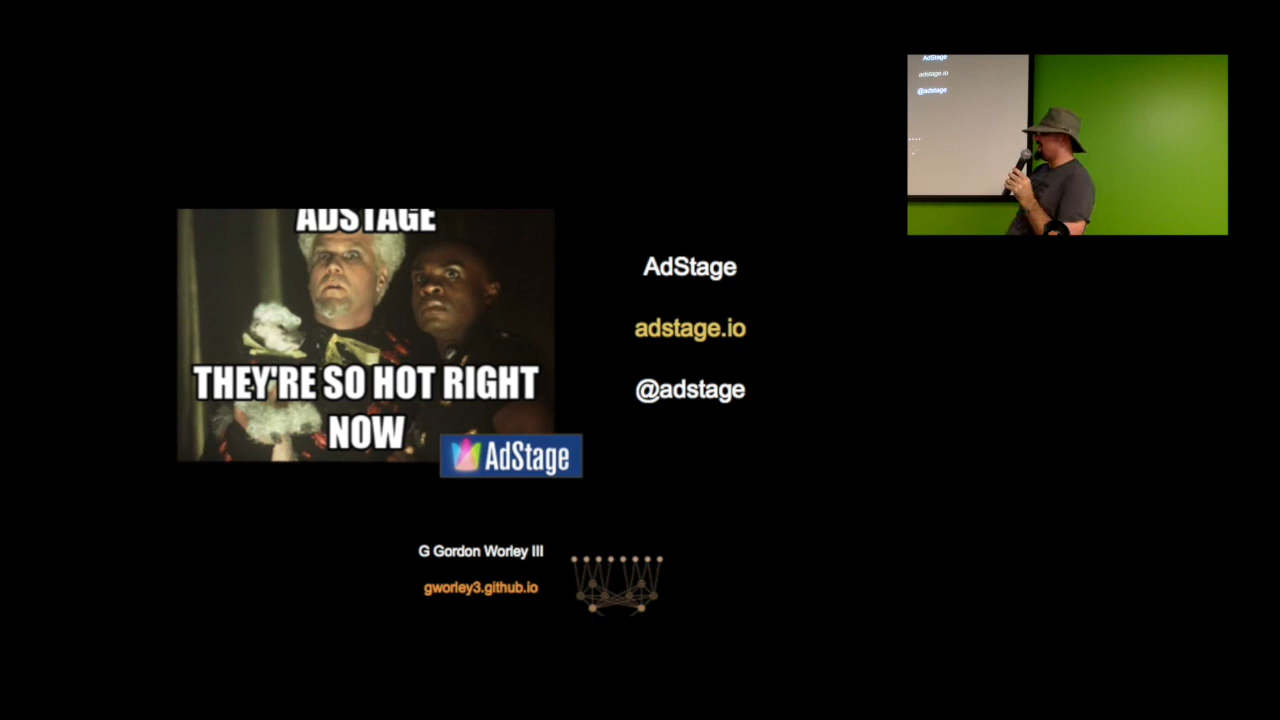 ADSTAGE
THEY'RE SO HOT RIGHT
NOW
AdStage
AdStage
adstage.io
@adstage
G Gordon Worley III
gworley3.github.io
AdStage
adstage.io
@adstage